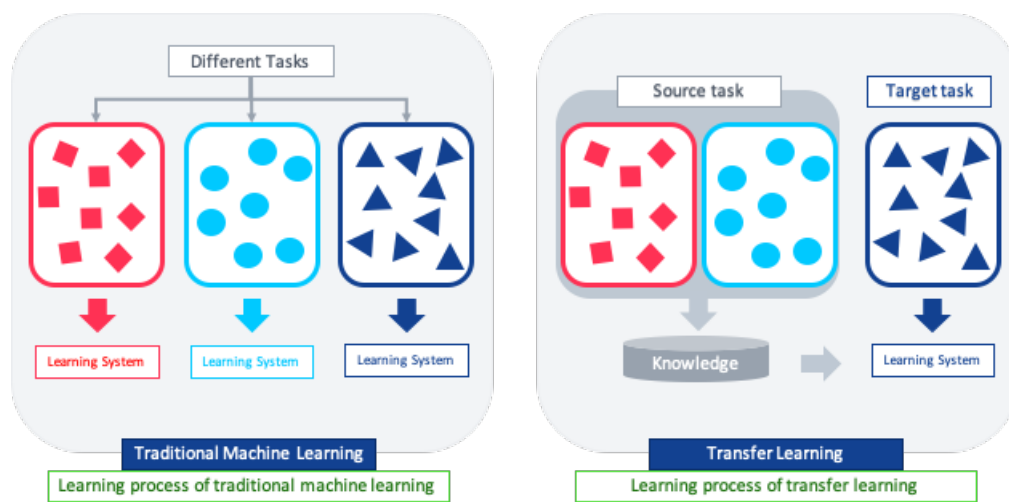 Different Tasks
Learning System
Learning System
Learning System
Traditional Machine Learning
Learning process of traditional machine learning
Source task
Target task
Knowledge
Learning System
Transfer Learning
Learning process of transfer learning